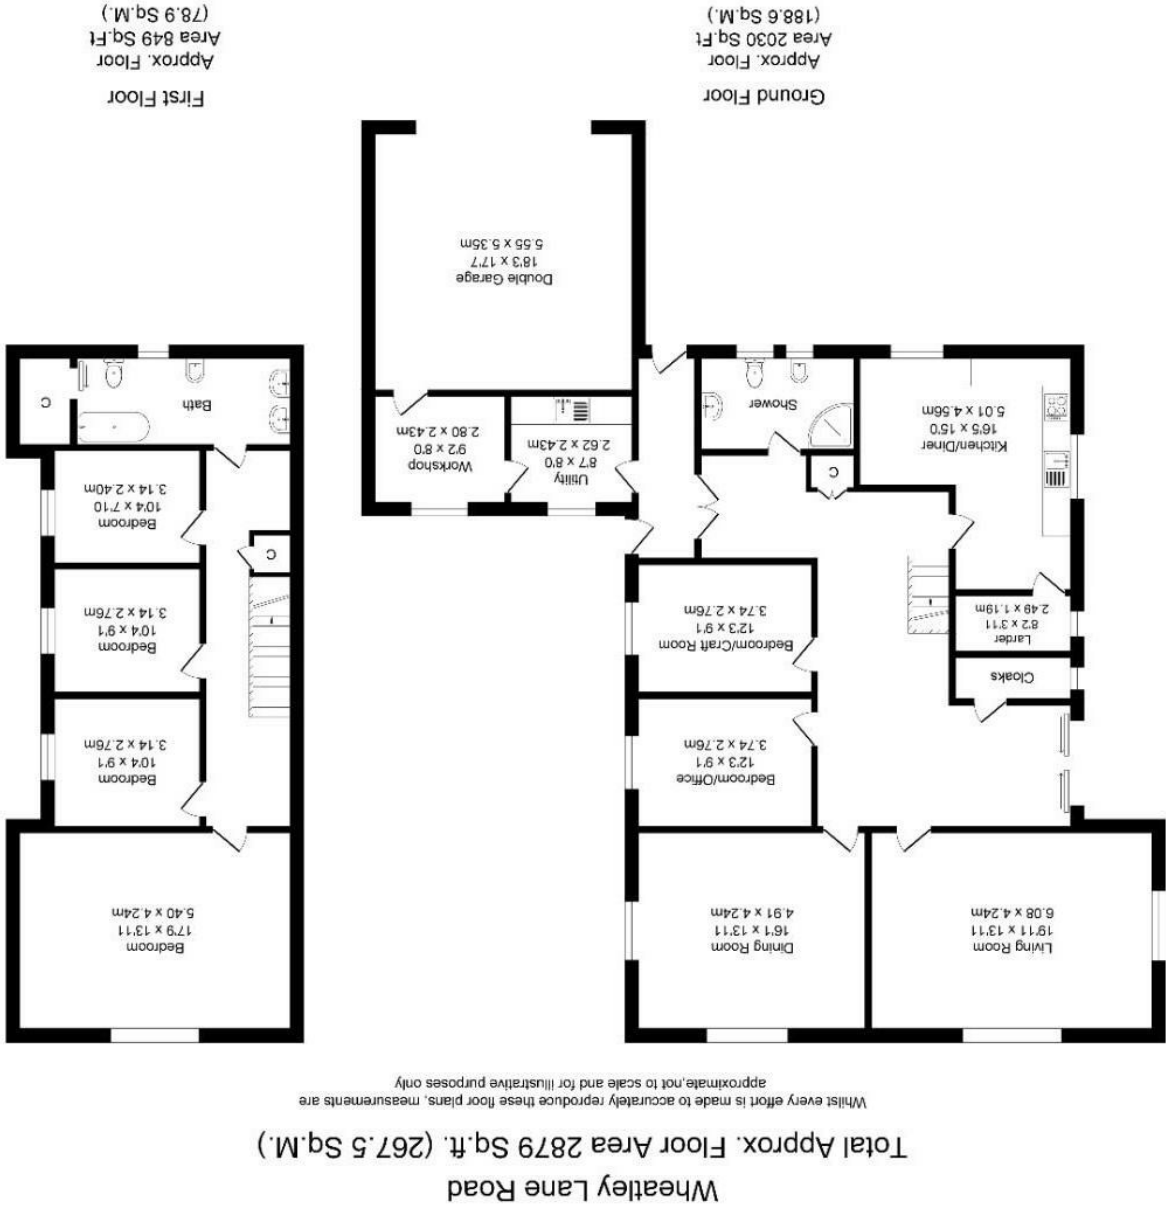 Wheatley Lane Road
Total Approx. Floor Area 2879 Sq.ft. (267.5 Sq.M.)
Whilst every effort is made to accurately reproduce these floor plans, measurements are
approximate,not to scale and for illustrative purposes only
Living Room
19'11 x 13'11
6.08 x 4.24m
Dining Room
16'1 x 13'11
4.91 x 4.24m
Bedroom
17'9 x 13'11
5.40 x 4.24m
Bedroom/Office
12'3 x 9'1
3.74 x 2.76m
Bedroom
10'4 x 9'1
3.14 x 2.76m
Cloaks
Larder
8'2 x 3'11
2.49 x 1.19m
Bedroom/Craft Room
12'3 x 9'1
3.74 x 2.76m
Bedroom
10'4 x 9'1
3.14 x 2.76m
C
Kitchen/Diner
16'5 x 15'0
5.01 x 4.56m
C
Shower
Utility
8'7 x 8'0
2.62 x 2.43m
Workshop
9'2 x 8'0
2.80 x 2.43m
Bedroom
10'4 x 7'10
3.14 x 2.40m
Bath
C
Double Garage
18'3 x 17'7
5.55 x 5.35m
Ground Floor
Approx. Floor
Area 2030 Sq.Ft
(188.6 Sq.M.)
First Floor
Approx. Floor
Area 849 Sq.Ft
(78.9 Sq.M.)